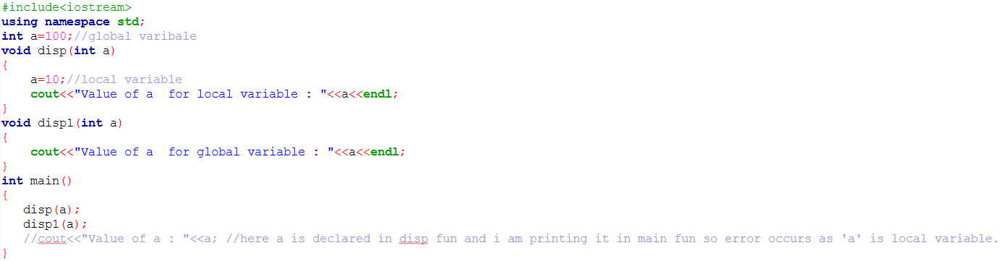 #include<iostream>
using namespace std;
int a=100;//global varibale
void disp(int a)
{
    a=10;//local variable
    cout<<"Value of a  for local variable : "<<a<<endl;
}
void disp1(int a)
{
    cout<<"Value of a  for global variable : "<<a<<endl;
}
int main()
{
   disp(a);
   disp1(a);
   //cout<<"Value of a : "<<a; //here a is declared in disp fun and i am printing it in main fun so error occurs as 'a' is local variable.
}